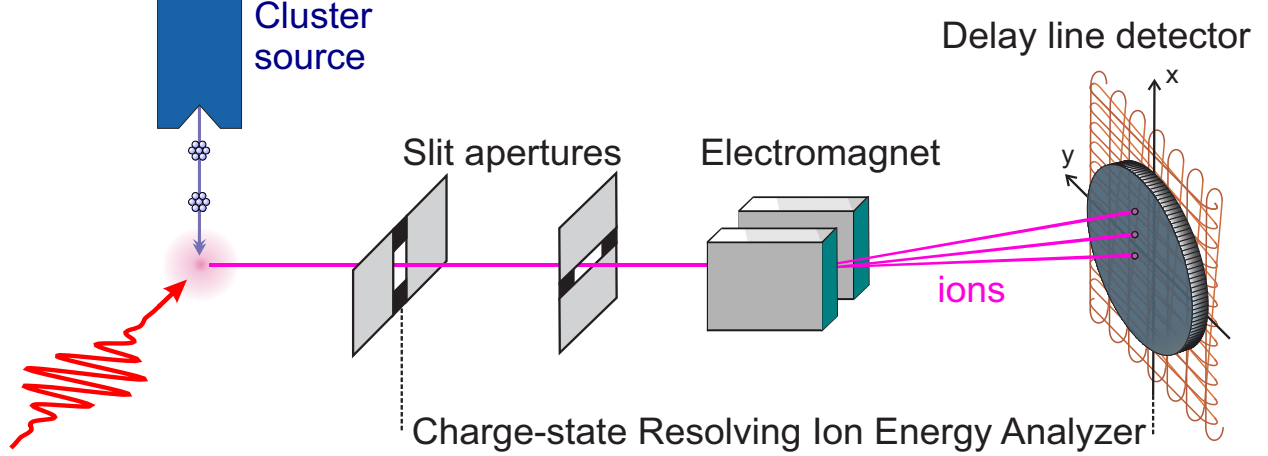 Cluster
source
Delay line detector
x
y
Slit apertures
Electromagnet
ions
Charge-state Resolving Ion Energy Analyzer